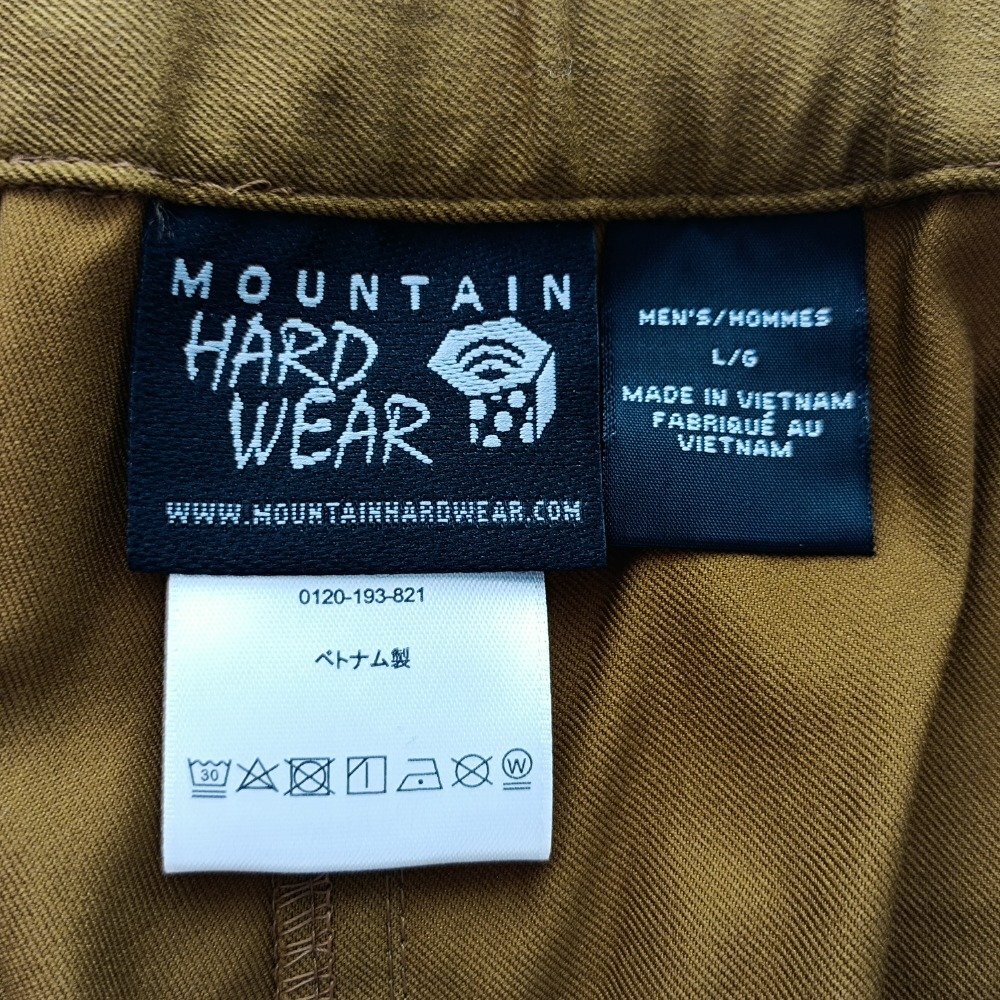 MOUNTAIN
HARD
WEAR
WWW.MOUNTAINHARDWEAR.COM
MEN'S/HOMMES
L/G
MADE IN VIETNAM
FABRIQUÉ AU
VIETNAM
0120-193-821
ベトナム製
30
W